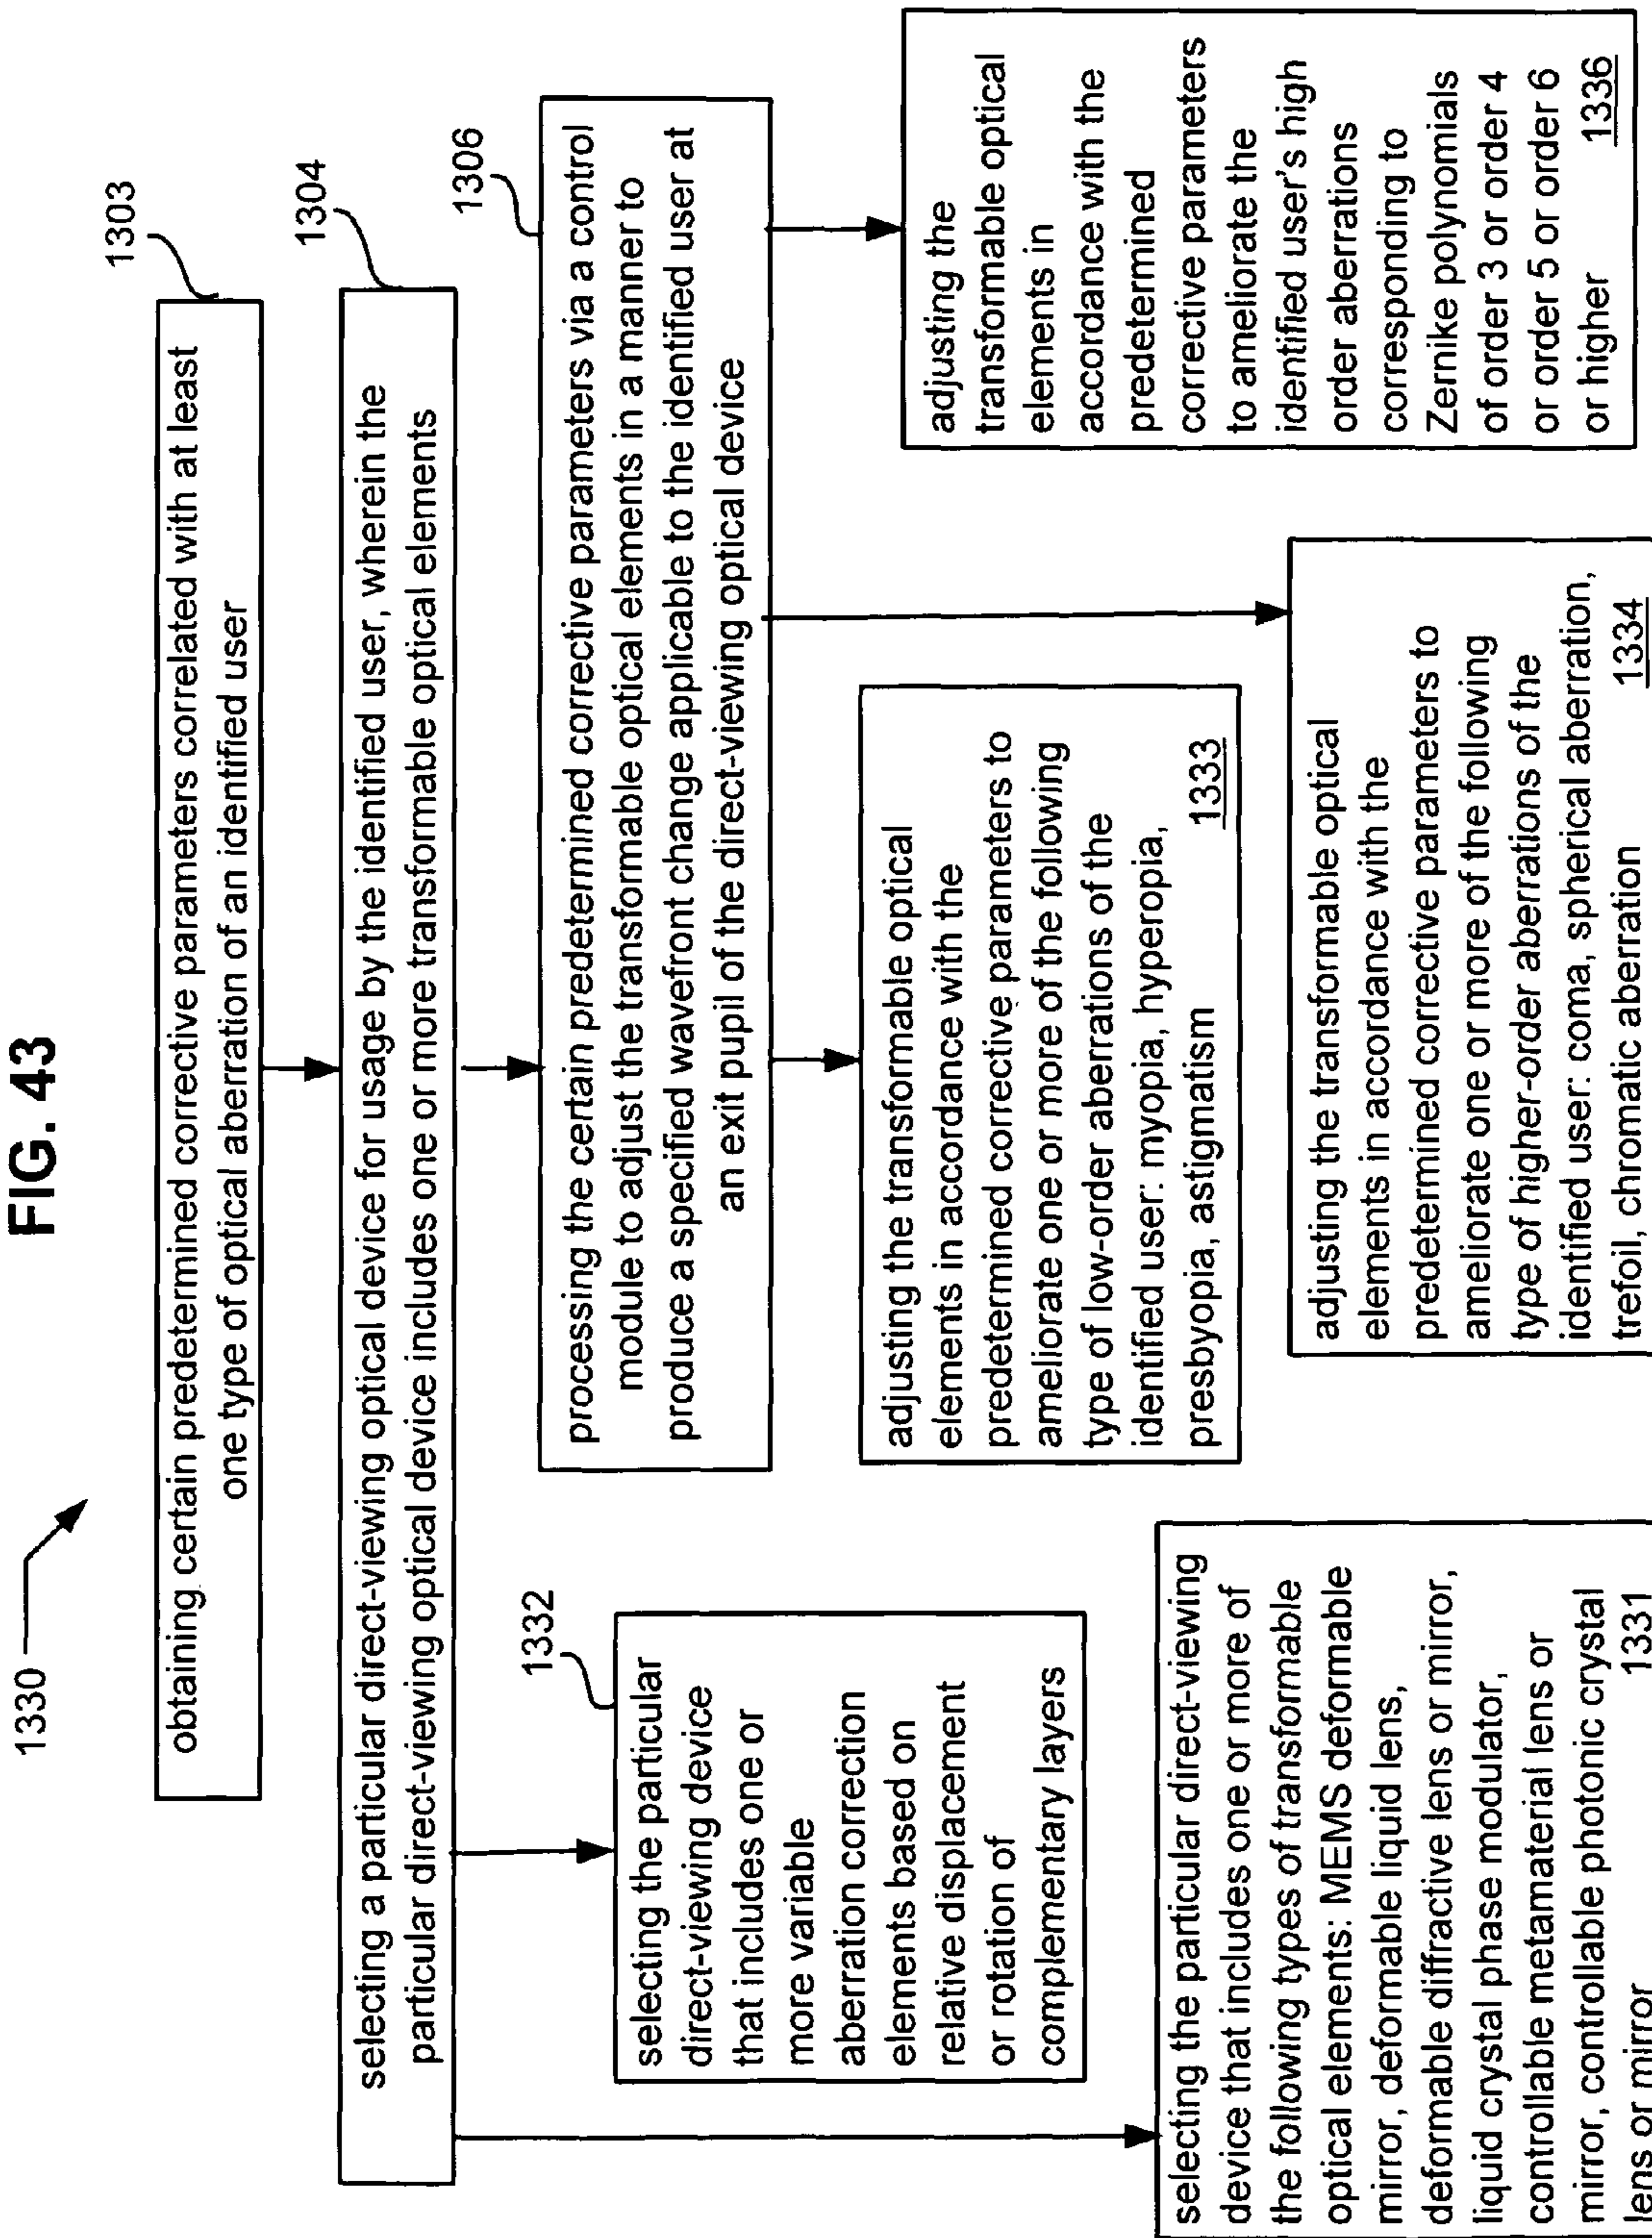 FIG. 43
1330
1303
obtaining certain predetermined corrective parameters correlated with at least
one type of optical aberration of an identified user
1304
selecting a particular direct-viewing optical device for usage by the identified user, wherein the
particular direct-viewing optical device includes one or more transformable optical elements
1306
processing the certain predetermined corrective parameters via a control
module to adjust the transformable optical elements in a manner to
produce a specified wavefront change applicable to the identified user at
an exit pupil of the direct-viewing optical device
1332
selecting the particular
direct-viewing device
that includes one or
more variable
aberration correction
elements based on
relative displacement
or rotation of
complementary layers
selecting the particular direct-viewing
device that includes one or more of
the following types of transformable
optical elements: MEMS deformable
mirror, deformable liquid lens,
deformable diffractive lens or mirror,
liquid crystal phase modulator,
controllable metamaterial lens or
mirror, controllable photonic crystal
lens or mirror 1331
adjusting the transformable optical
elements in accordance with the
predetermined corrective parameters to
ameliorate one or more of the following
type of low-order aberrations of the
identified user: myopia, hyperopia,
presbyopia, astigmatism 1333
adjusting the transformable optical
elements in accordance with the
predetermined corrective parameters to
ameliorate one or more of the following
type of higher-order aberrations of the
identified user: coma, spherical aberration,
trefoil, chromatic aberration 1334
adjusting the
transformable optical
elements in
accordance with the
predetermined
corrective parameters
to ameliorate the
identified user's high
order aberrations
corresponding to
Zernike polynomials
of order 3 or order 4
or order 5 or order 6
or higher 1336